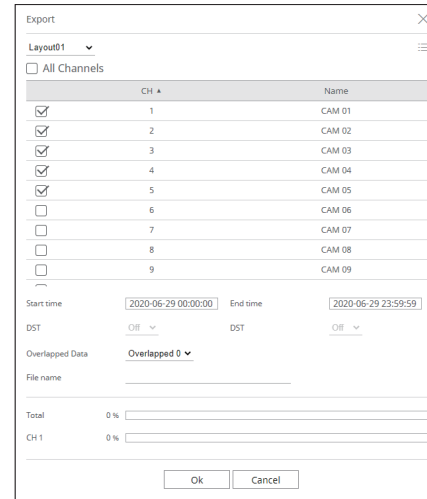 Export
Layout01
All Channels
CH ▲ Name
1 CAM 01
2 CAM 02
3 CAM 03
4 CAM 04
5 CAM 05
6 CAM 06
7 CAM 07
8 CAM 08
9 CAM 09
Start time 2020-06-29 00:00:00 End time 2020-06-29 23:59:59
DST Off DST Off
Overlapped Data Overlapped 0
File name
Total 0 %
CH 1 0 %
Ok Cancel